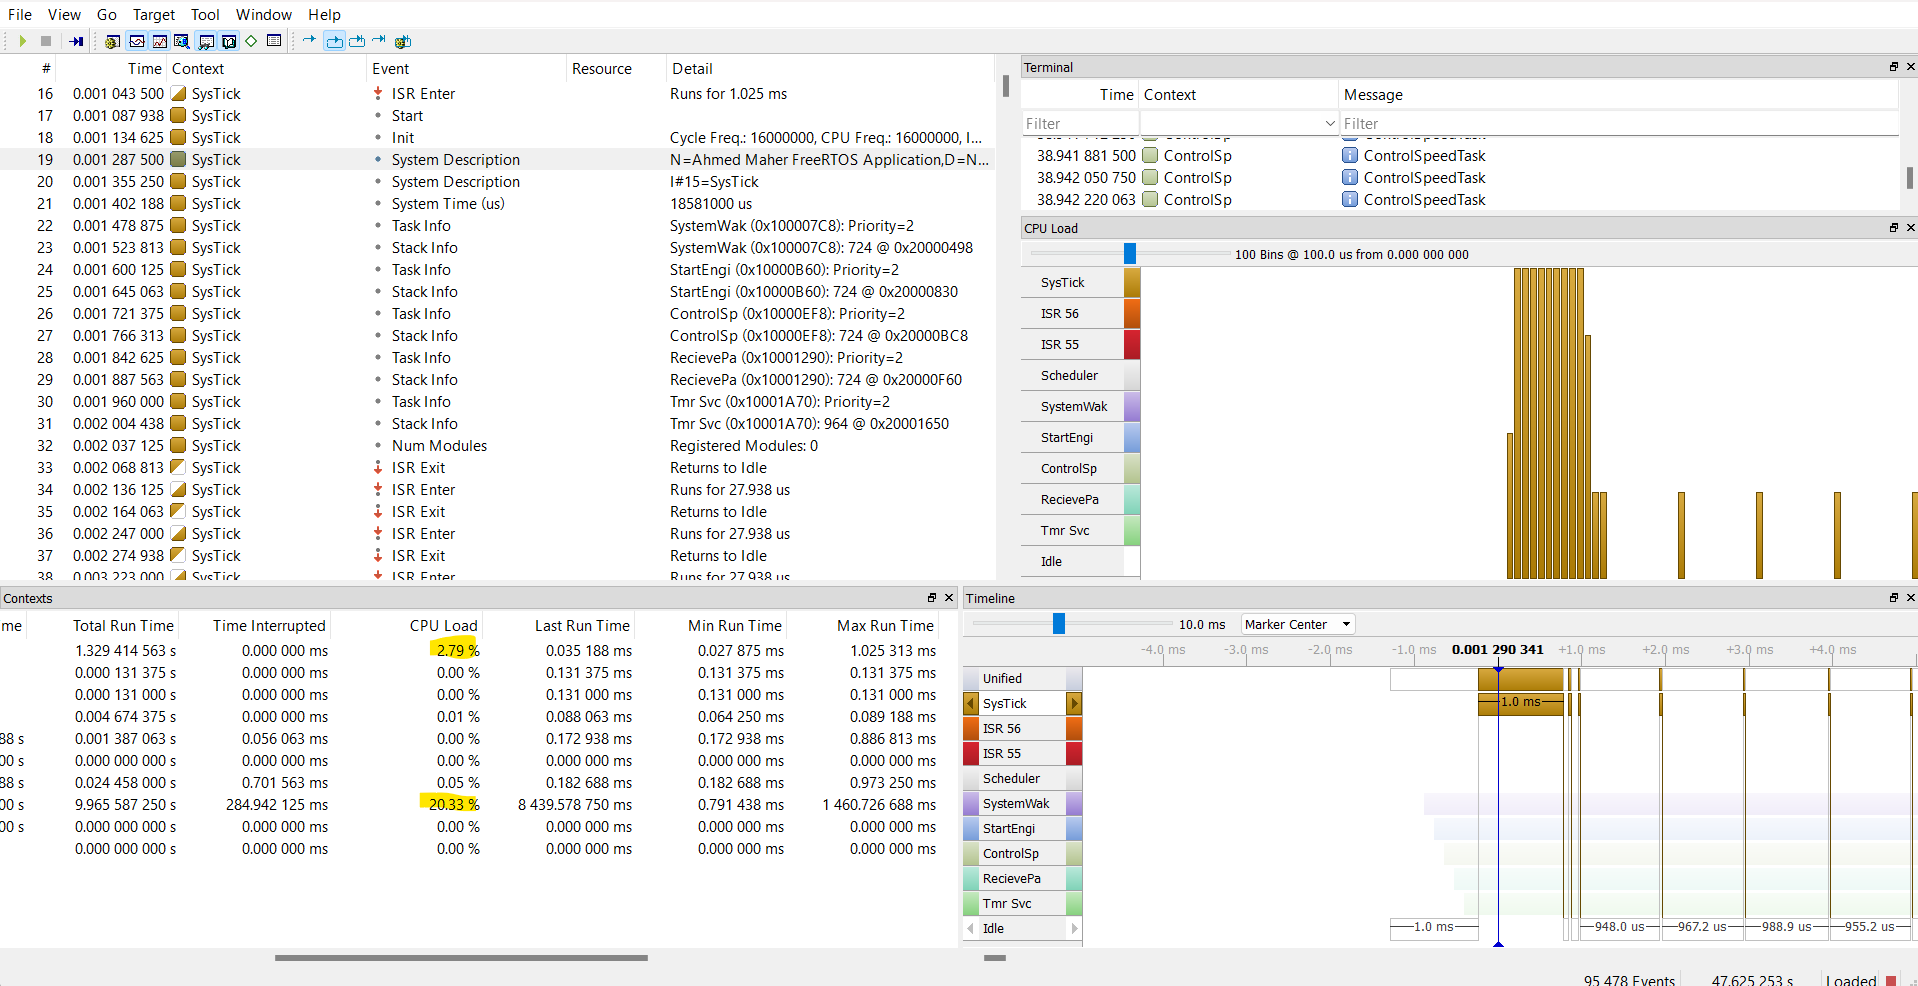 File View Go Target Tool Window Help
# Time Context Event Resource Detail
16 0.001 043 500 SysTick ISR Enter Runs for 1.025 ms
17 0.001 087 938 SysTick Start
18 0.001 134 625 SysTick Init Cycle Freq.: 16000000, CPU Freq.: 16000000, I...
19 0.001 287 500 SysTick System Description N=Ahmed Maher FreeRTOS Application,D=N...
20 0.001 355 250 SysTick System Description I#15=SysTick
21 0.001 402 188 SysTick System Time (us) 18581000 us
22 0.001 478 875 SysTick Task Info SystemWak (0x100007C8): Priority=2
23 0.001 523 813 SysTick Stack Info SystemWak (0x100007C8): 724 @ 0x20000498
24 0.001 600 125 SysTick Task Info StartEngi (0x10000B60): Priority=2
25 0.001 645 063 SysTick Stack Info StartEngi (0x10000B60): 724 @ 0x20000830
26 0.001 721 375 SysTick Task Info ControlSp (0x10000EF8): Priority=2
27 0.001 766 313 SysTick Stack Info ControlSp (0x10000EF8): 724 @ 0x20000BC8
28 0.001 842 625 SysTick Task Info RecievePa (0x10001290): Priority=2
29 0.001 887 563 SysTick Stack Info RecievePa (0x10001290): 724 @ 0x20000F60
30 0.001 960 000 SysTick Task Info Tmr Svc (0x10001A70): Priority=2
31 0.002 004 438 SysTick Stack Info Tmr Svc (0x10001A70): 964 @ 0x20001650
32 0.002 037 125 SysTick Num Modules Registered Modules: 0
33 0.002 068 813 SysTick ISR Exit Returns to Idle
34 0.002 136 125 SysTick ISR Enter Runs for 27.938 us
35 0.002 164 063 SysTick ISR Exit Returns to Idle
36 0.002 247 000 SysTick ISR Enter Runs for 27.938 us
37 0.002 274 938 SysTick ISR Exit Returns to Idle
38 0.003 223 000 SysTick ISR Enter Runs for 27.938 us
Terminal
Time Context Message
Filter Filter
38.941 881 500 ControlSp ControlSpeedTask
38.942 050 750 ControlSp ControlSpeedTask
38.942 220 063 ControlSp ControlSpeedTask
CPU Load
100 Bins @ 100.0 us from 0.000 000 000
SysTick
ISR 56
ISR 55
Scheduler
SystemWak
StartEngi
ControlSp
RecievePa
Tmr Svc
Idle
Contexts
me Total Run Time Time Interrupted CPU Load Last Run Time Min Run Time Max Run Time
1.329 414 563 s 0.000 000 ms 2.79 % 0.035 188 ms 0.027 875 ms 1.025 313 ms
0.000 131 375 s 0.000 000 ms 0.00 % 0.131 375 ms 0.131 375 ms 0.131 375 ms
0.000 131 000 s 0.000 000 ms 0.00 % 0.131 000 ms 0.131 000 ms 0.131 000 ms
0.004 674 375 s 0.000 000 ms 0.01 % 0.088 063 ms 0.064 250 ms 0.089 188 ms
88 s 0.001 387 063 s 0.056 063 ms 0.00 % 0.172 938 ms 0.172 938 ms 0.886 813 ms
00 s 0.000 000 000 s 0.000 000 ms 0.00 % 0.000 000 ms 0.000 000 ms 0.000 000 ms
88 s 0.024 458 000 s 0.701 563 ms 0.05 % 0.182 688 ms 0.182 688 ms 0.973 250 ms
00 s 9.965 587 250 s 284.942 125 ms 20.33 % 8 439.578 750 ms 0.791 438 ms 1 460.726 688 ms
00 s 0.000 000 000 s 0.000 000 ms 0.00 % 0.000 000 ms 0.000 000 ms 0.000 000 ms
0.000 000 000 s 0.000 000 ms 0.00 % 0.000 000 ms 0.000 000 ms 0.000 000 ms
Timeline
10.0 ms Marker Center
-4.0 ms -3.0 ms -2.0 ms -1.0 ms 0.001 290 341 +1.0 ms +2.0 ms +3.0 ms +4.0 ms
Unified
SysTick 1.0 ms
ISR 56
ISR 55
Scheduler
SystemWak
StartEngi
ControlSp
RecievePa
Tmr Svc
Idle 1.0 ms 948.0 us 967.2 us 988.9 us 955.2 us
95 478 Events 47.625 253 s Loaded